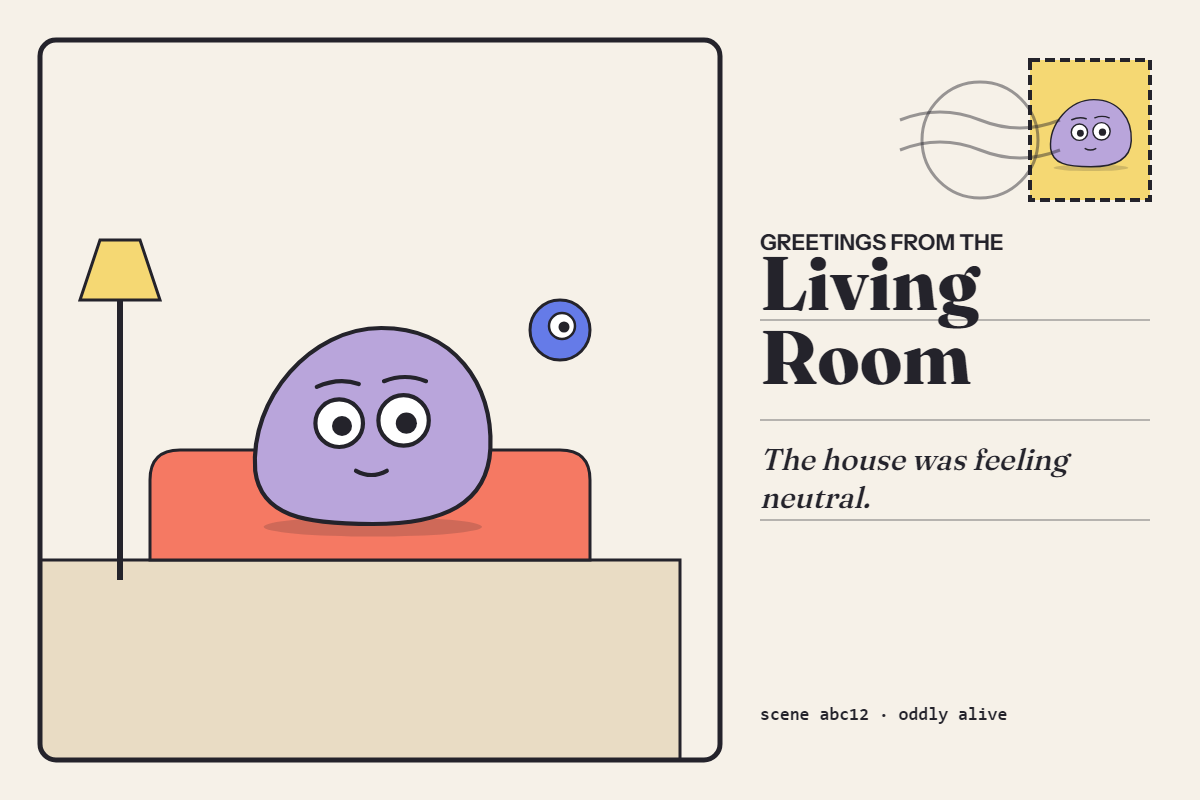 GREETINGS FROM THE
Living
Room
The house was feeling
neutral.
scene abc12 · oddly alive